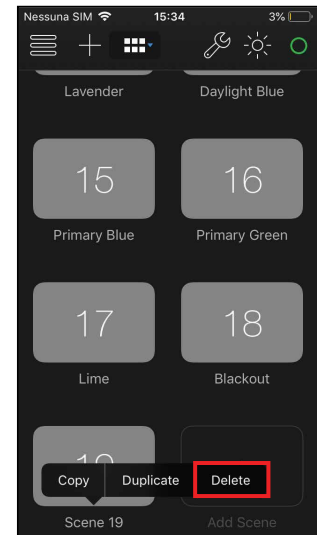 Nessuna SIM 15:34 3%
Lavender Daylight Blue
15 16
Primary Blue Primary Green
17 18
Lime Blackout
19
Copy Duplicate Delete
Scene 19 Add Scene